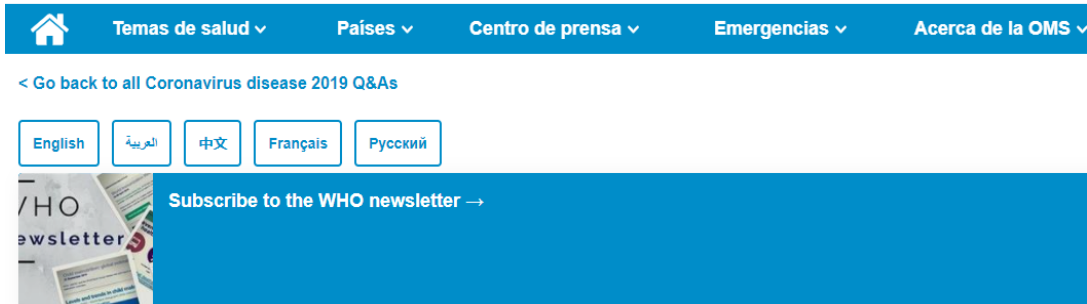 Temas de salud Países Centro de prensa Emergencias Acerca de la OMS
< Go back to all Coronavirus disease 2019 Q&As
English العربية 中文 Français Русский
Subscribe to the WHO newsletter →
HO
ewsletter